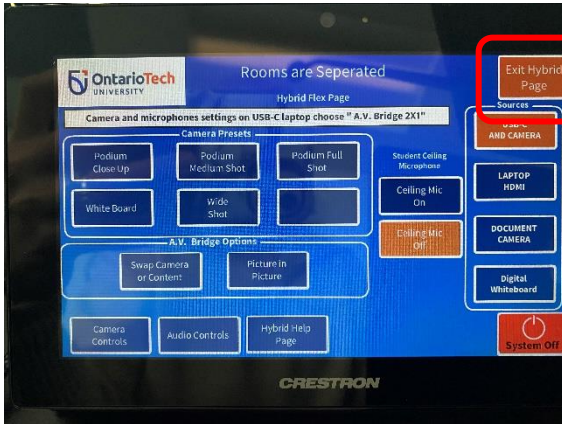 OntarioTech
UNIVERSITY
Rooms are Seperated
Hybrid Flex Page
Exit Hybrid
Page
Camera and microphones settings on USB-C laptop choose " A.V. Bridge 2X1"
Camera Presets
Podium
Close Up
Podium
Medium Shot
Podium Full
Shot
White Board
Wide
Shot
A.V. Bridge Options
Swap Camera
or Content
Picture in
Picture
Student Ceiling
Microphone
Ceiling Mic
On
Ceiling Mic
Off
Sources
USB-C
AND CAMERA
LAPTOP
HDMI
DOCUMENT
CAMERA
Digital
Whiteboard
Camera
Controls
Audio Controls
Hybrid Help
Page
System Off
CRESTRON